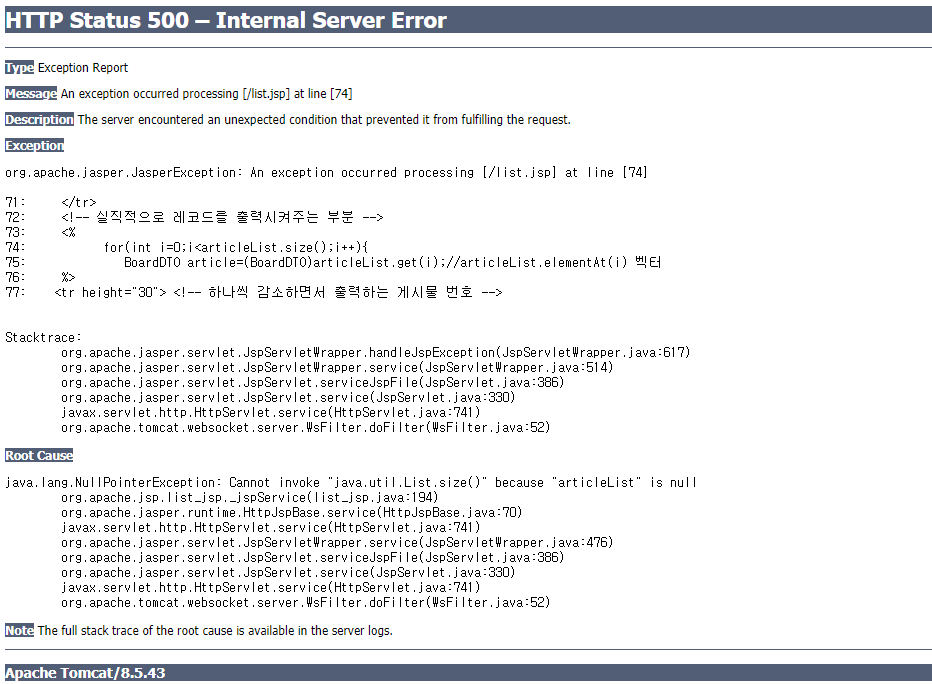 HTTP Status 500 – Internal Server Error
Type Exception Report
Message An exception occurred processing [/list.jsp] at line [74]
Description The server encountered an unexpected condition that prevented it from fulfilling the request.
Exception
org.apache.jasper.JasperException: An exception occurred processing [/list.jsp] at line [74]
71:     </tr>
72:     <!-- 실직적으로 레코드를 출력시켜주는 부분 -->
73:     <%
74:           for(int i=0;i<articleList.size();i++){
75:              BoardDTO article=(BoardDTO)articleList.get(i);//articleList.elementAt(i) 벡터
76:     %>
77:    <tr height="30"> <!-- 하나씩 감소하면서 출력하는 게시물 번호 -->
Stacktrace:
	org.apache.jasper.servlet.JspServletWrapper.handleJspException(JspServletWrapper.java:617)
	org.apache.jasper.servlet.JspServletWrapper.service(JspServletWrapper.java:514)
	org.apache.jasper.servlet.JspServlet.serviceJspFile(JspServlet.java:386)
	org.apache.jasper.servlet.JspServlet.service(JspServlet.java:330)
	javax.servlet.http.HttpServlet.service(HttpServlet.java:741)
	org.apache.tomcat.websocket.server.WsFilter.doFilter(WsFilter.java:52)
Root Cause
java.lang.NullPointerException: Cannot invoke "java.util.List.size()" because "articleList" is null
	org.apache.jsp.list_jsp._jspService(list_jsp.java:194)
	org.apache.jasper.runtime.HttpJspBase.service(HttpJspBase.java:70)
	javax.servlet.http.HttpServlet.service(HttpServlet.java:741)
	org.apache.jasper.servlet.JspServletWrapper.service(JspServletWrapper.java:476)
	org.apache.jasper.servlet.JspServlet.serviceJspFile(JspServlet.java:386)
	org.apache.jasper.servlet.JspServlet.service(JspServlet.java:330)
	javax.servlet.http.HttpServlet.service(HttpServlet.java:741)
	org.apache.tomcat.websocket.server.WsFilter.doFilter(WsFilter.java:52)
Note The full stack trace of the root cause is available in the server logs.
Apache Tomcat/8.5.43